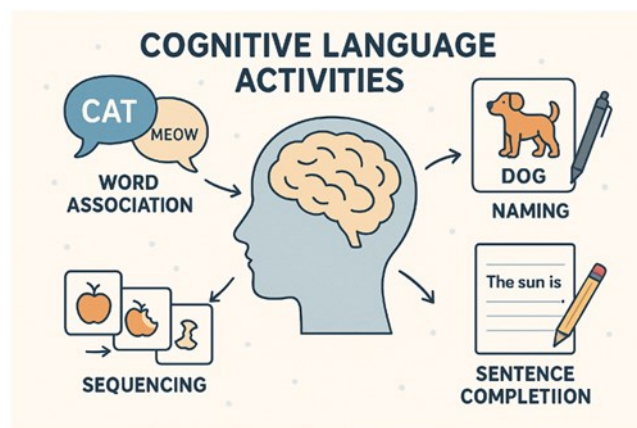 COGNITIVE LANGUAGE
ACTIVITIES
CAT
MEOW
WORD
ASSOCIATION
DOG
NAMING
SEQUENCING
The sun is
.
SENTENCE
COMPLETIION